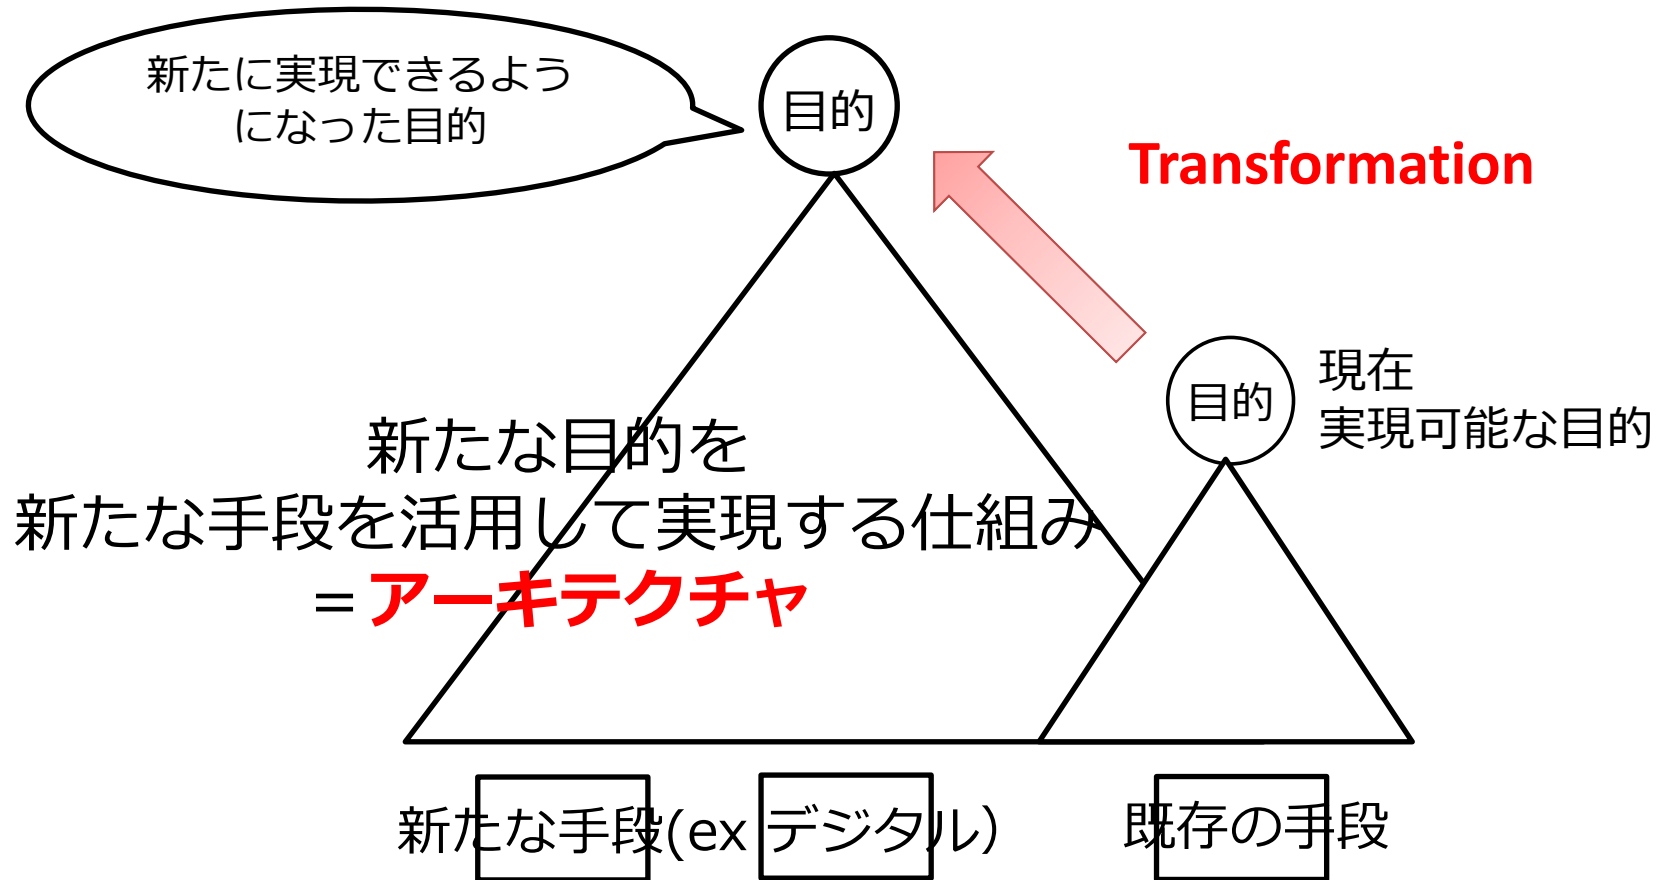 新たに実現できるよう
になった目的
目的
Transformation
目的
現在
実現可能な目的
新たな目的を
新たな手段を活用して実現する仕組み
=アーキテクチャ
新たな手段(ex デジタル)
既存の手段